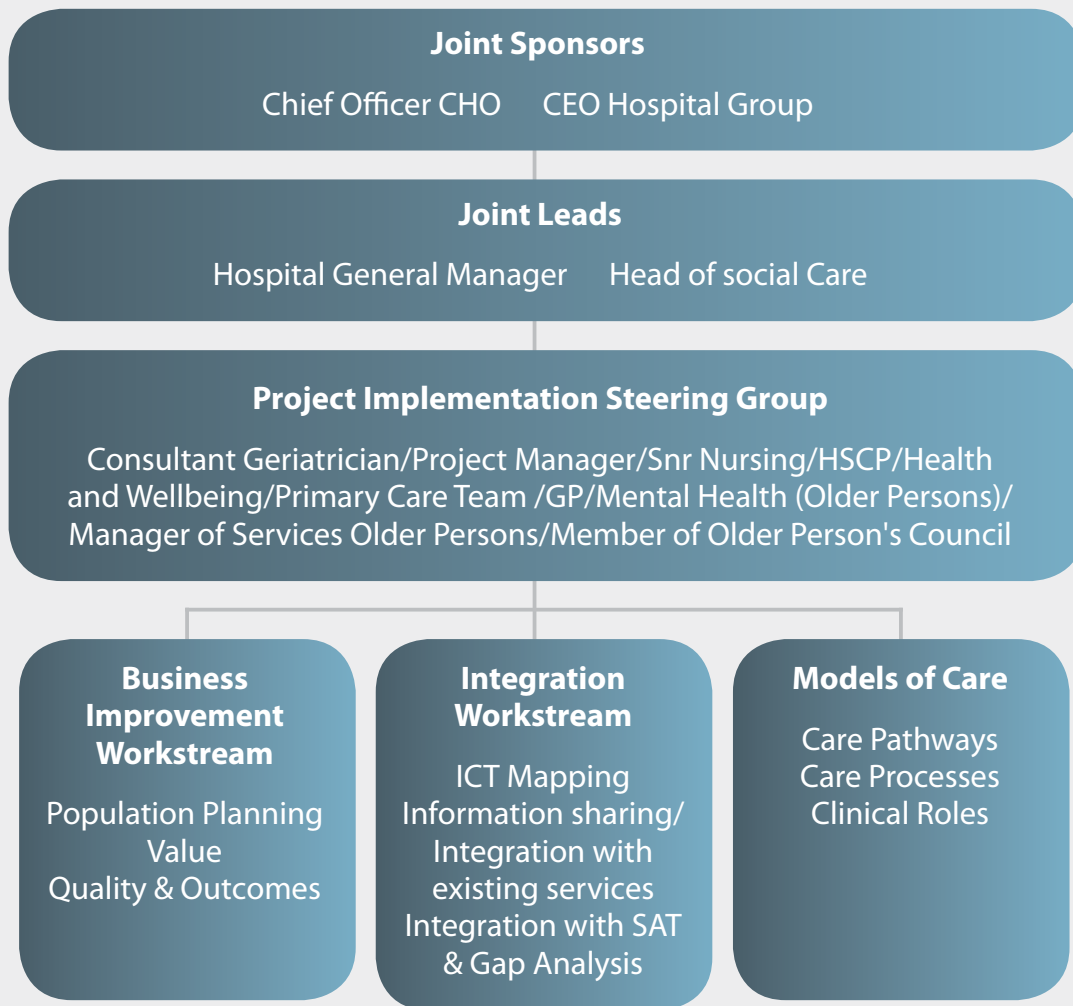 Joint Sponsors
Chief Officer CHO CEO Hospital Group
Joint Leads
Hospital General Manager Head of social Care
Project Implementation Steering Group
Consultant Geriatrician/Project Manager/Snr Nursing/HSCP/Health
and Wellbeing/Primary Care Team /GP/Mental Health (Older Persons)/
Manager of Services Older Persons/Member of Older Person's Council
Business
Improvement
Workstream
Population Planning
Value
Quality & Outcomes
Integration
Workstream
ICT Mapping
Information sharing/
Integration with
existing services
Integration with SAT
& Gap Analysis
Models of Care
Care Pathways
Care Processes
Clinical Roles